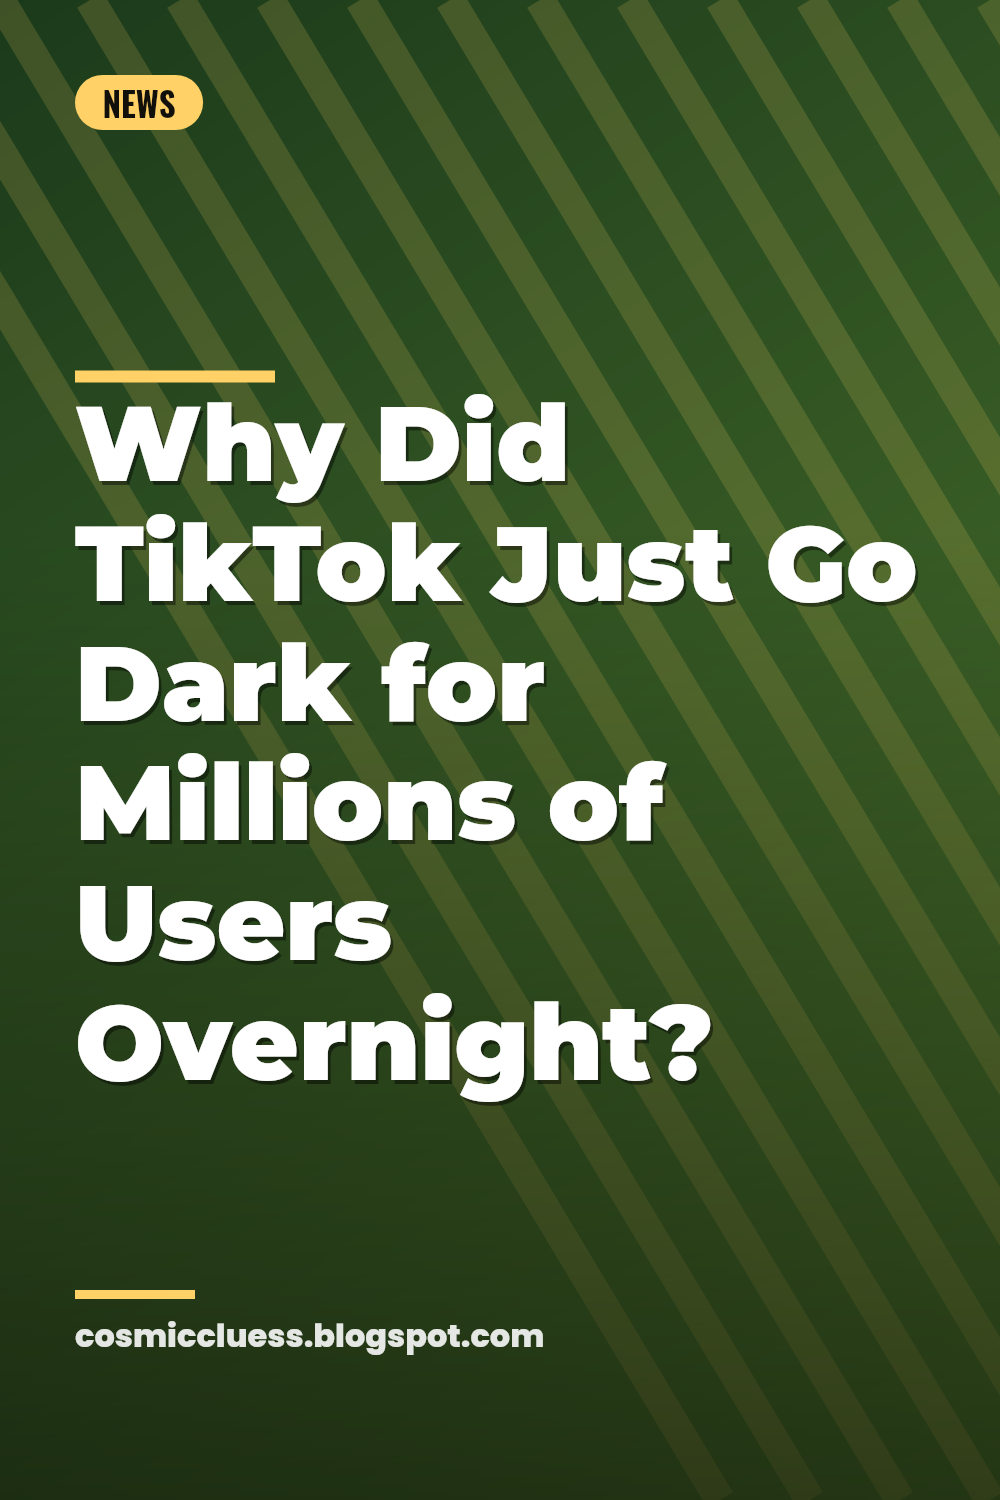 NEWS
Why Did
TikTok Just Go
Dark for
Millions of
Users
Overnight?
cosmiccluess.blogspot.com